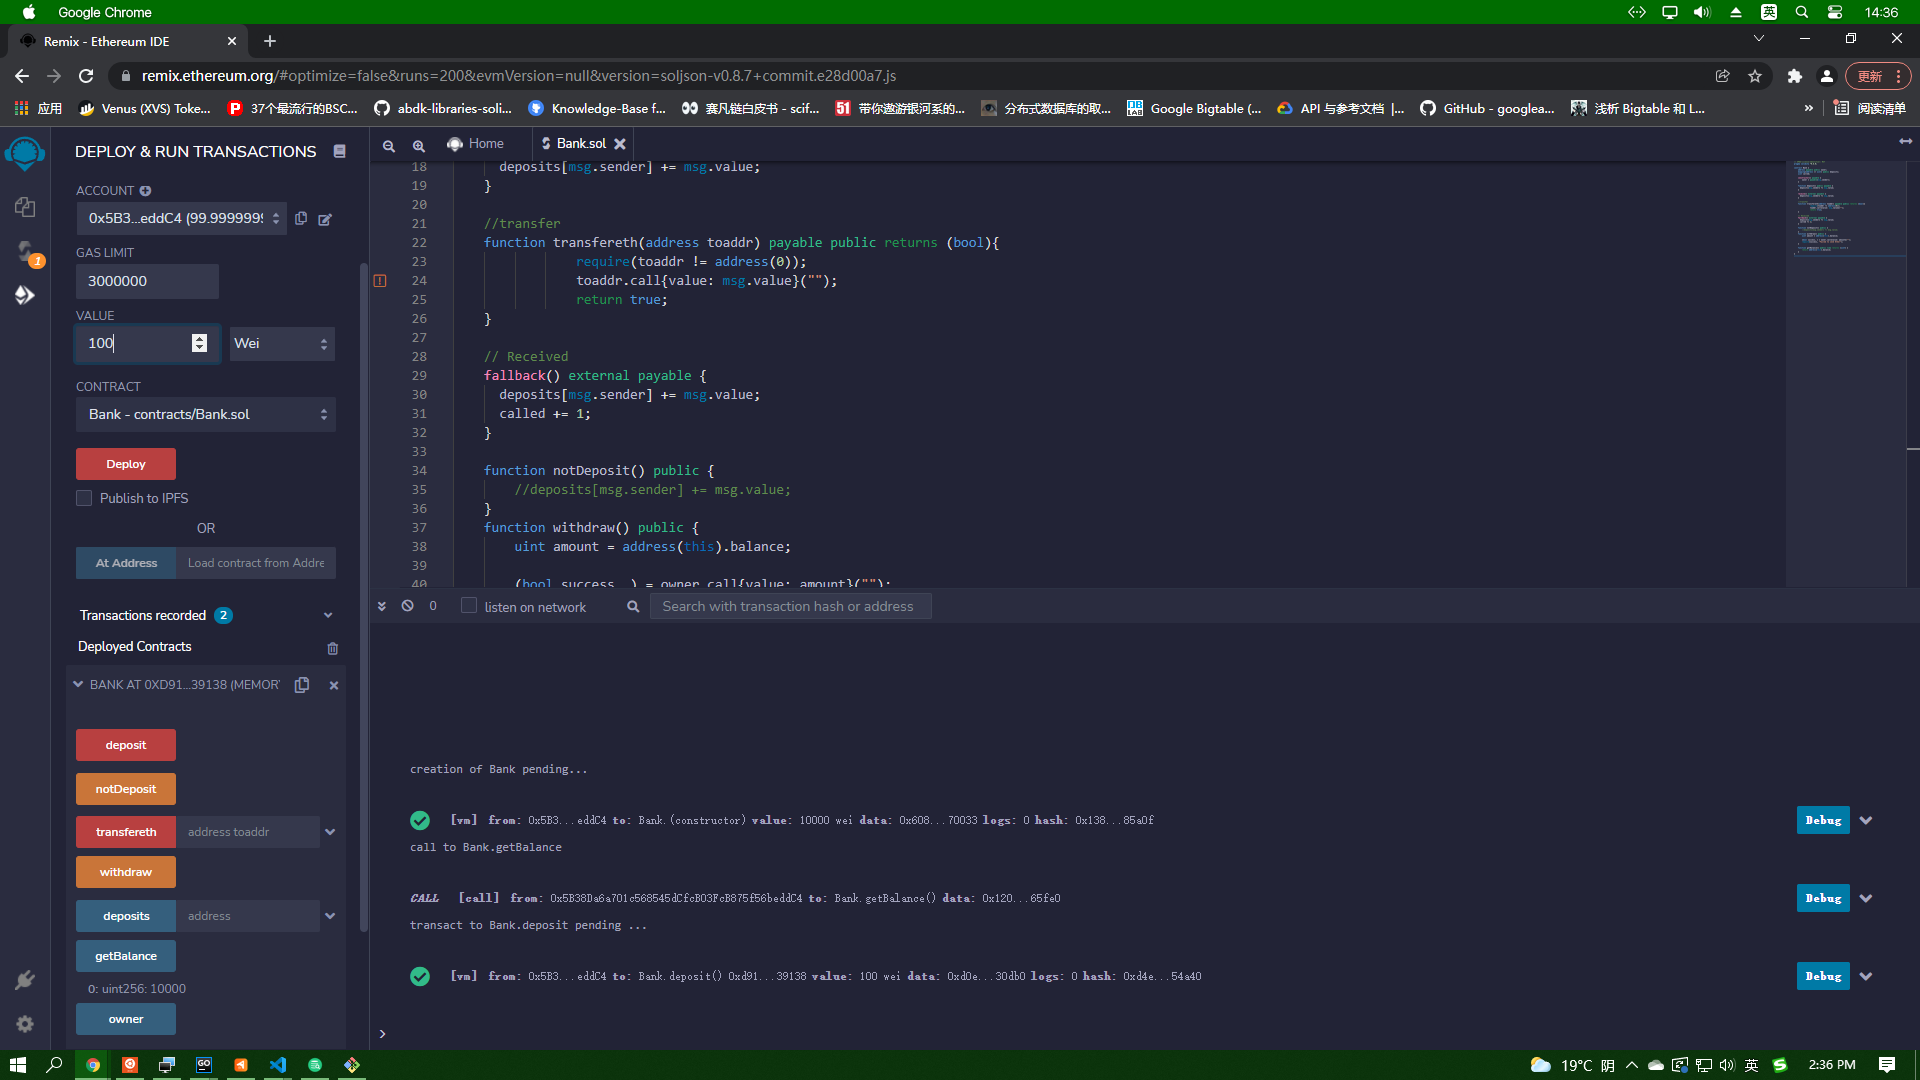 Google Chrome
英
14:36
Remix - Ethereum IDE
remix.ethereum.org/#optimize=false&runs=200&evmVersion=null&version=soljson-v0.8.7+commit.e28d00a7.js
更新
应用
Venus (XVS) Toke...
37个最流行的BSC...
abdk-libraries-soli...
Knowledge-Base f...
赛凡链白皮书 - scif...
51 带你遨游银河系的...
分布式数据库的取...
Google Bigtable (...
API 与参考文档 |...
GitHub - googlea...
浅析 Bigtable 和 L...
»
阅读清单
DEPLOY & RUN TRANSACTIONS
ACCOUNT
0x5B3...eddC4 (99.9999999
GAS LIMIT
3000000
VALUE
100
Wei
CONTRACT
Bank - contracts/Bank.sol
Deploy
Publish to IPFS
OR
At Address
Load contract from Addre
Transactions recorded 2
Deployed Contracts
BANK AT 0XD91...39138 (MEMOR
deposit
notDeposit
transfereth
address toaddr
withdraw
deposits
address
getBalance
0: uint256: 10000
owner
1
Home
Bank.sol
18 deposits[msg.sender] += msg.value;
19 }
20
21 //transfer
22 function transfereth(address toaddr) payable public returns (bool){
23 require(toaddr != address(0));
24 toaddr.call{value: msg.value}("");
25 return true;
26 }
27
28 // Received
29 fallback() external payable {
30 deposits[msg.sender] += msg.value;
31 called += 1;
32 }
33
34 function notDeposit() public {
35 //deposits[msg.sender] += msg.value;
36 }
37 function withdraw() public {
38 uint amount = address(this).balance;
39
40 (bool success, ) = owner.call{value: amount}("");
0
listen on network
Search with transaction hash or address
creation of Bank pending...
[vm] from: 0x5B3...eddC4 to: Bank.(constructor) value: 10000 wei data: 0x608...70033 logs: 0 hash: 0x138...85a0f
Debug
call to Bank.getBalance
CALL [call] from: 0x5B38Da6a701c568545dCfcB03FcB875f56beddC4 to: Bank.getBalance() data: 0x120...65fe0
Debug
transact to Bank.deposit pending ...
[vm] from: 0x5B3...eddC4 to: Bank.deposit() 0xd91...39138 value: 100 wei data: 0xd0e...30db0 logs: 0 hash: 0xd4e...54a40
Debug
>
GO
19°C 阴
英
2:36 PM